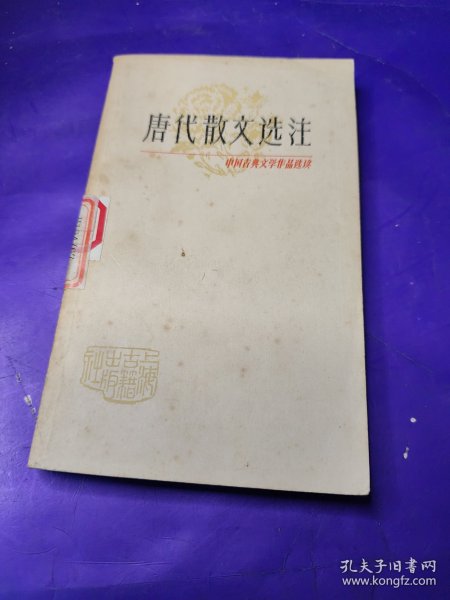 唐代散文选注
中国古典文学作品选读
上海
古籍
出版
社
孔夫子旧书网
www.kongfz.com